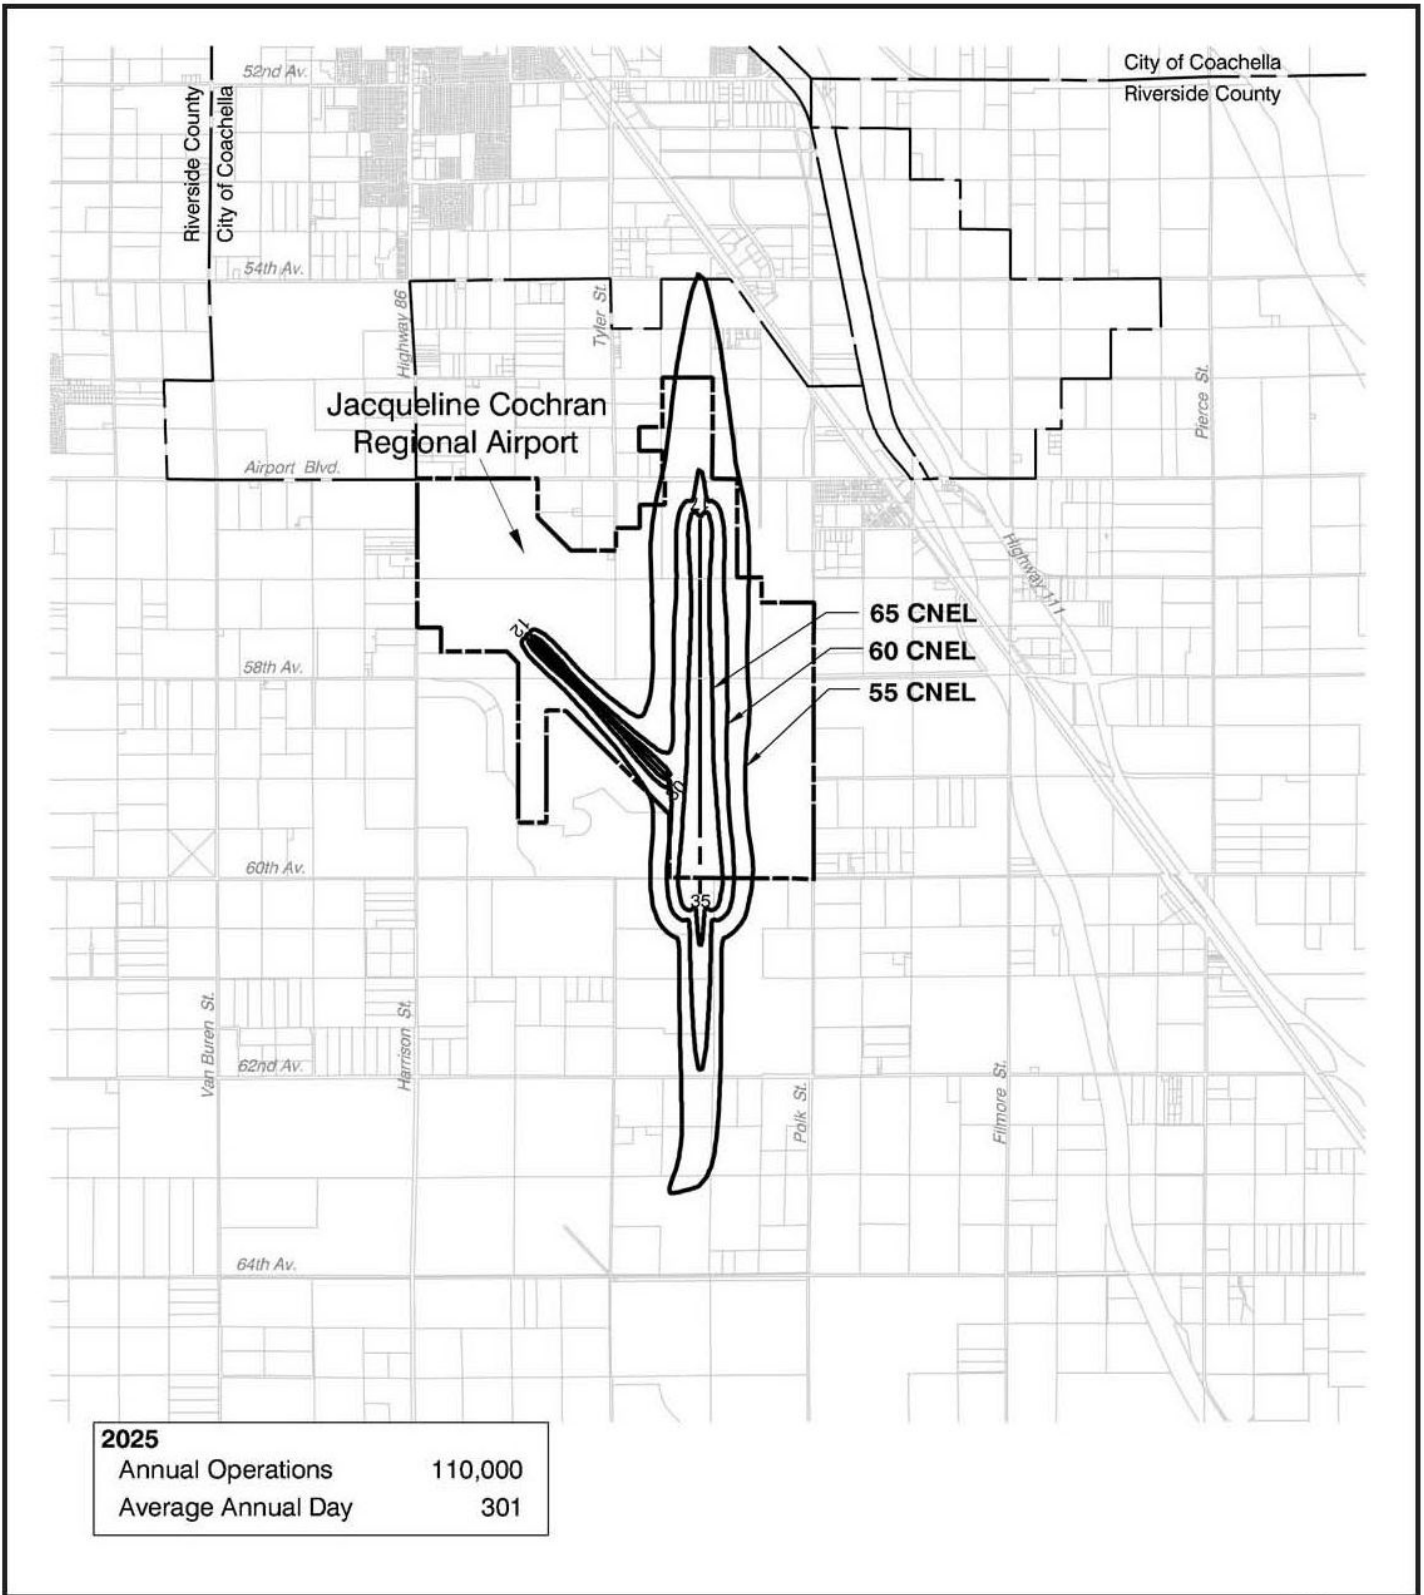 52nd Av.
City of Coachella
Riverside County
Riverside County
City of Coachella
54th Av.
Highway 86
Tyler St.
Pierce St.
Jacqueline Cochran
Regional Airport
Airport Blvd.
17
Highway 111
12
65 CNEL
60 CNEL
55 CNEL
58th Av.
30
60th Av.
35
Van Buren St.
Harrison St.
62nd Av.
Polk St.
Filmore St.
64th Av.
2025
Annual Operations 110,000
Average Annual Day 301